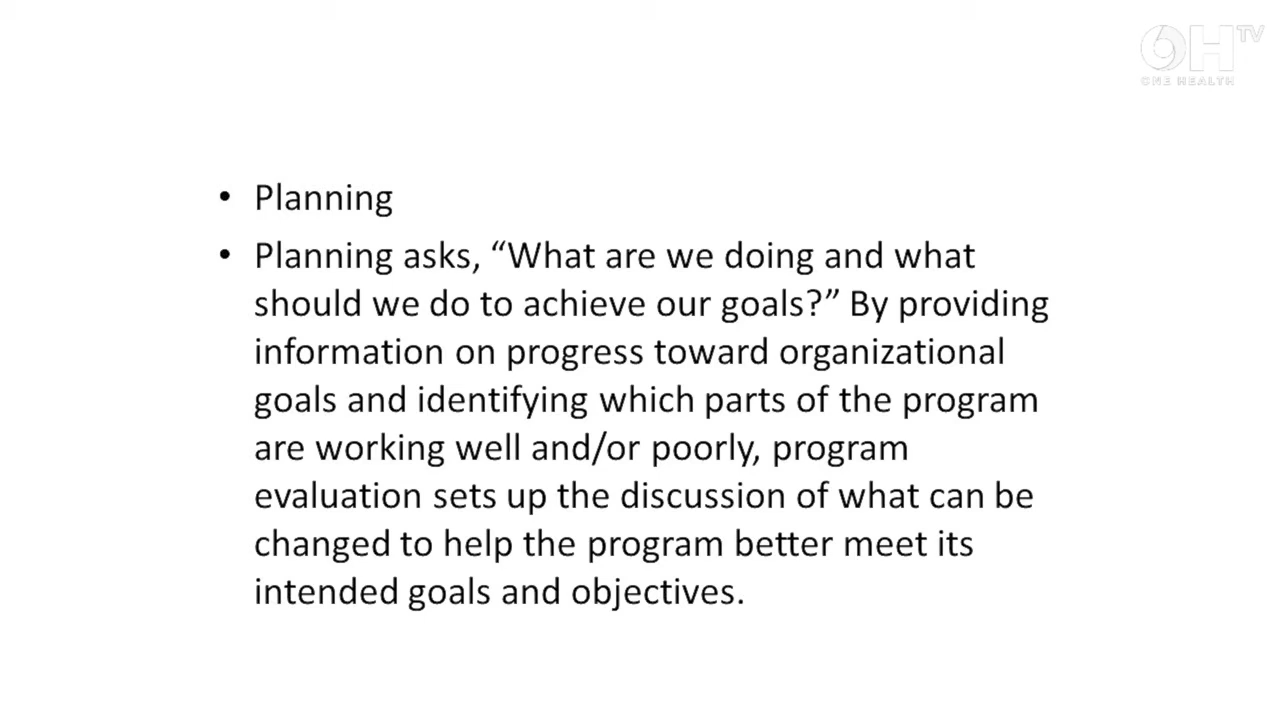 OH TV
ONE HEALTH
• Planning
• Planning asks, “What are we doing and what
should we do to achieve our goals?” By providing
information on progress toward organizational
goals and identifying which parts of the program
are working well and/or poorly, program
evaluation sets up the discussion of what can be
changed to help the program better meet its
intended goals and objectives.